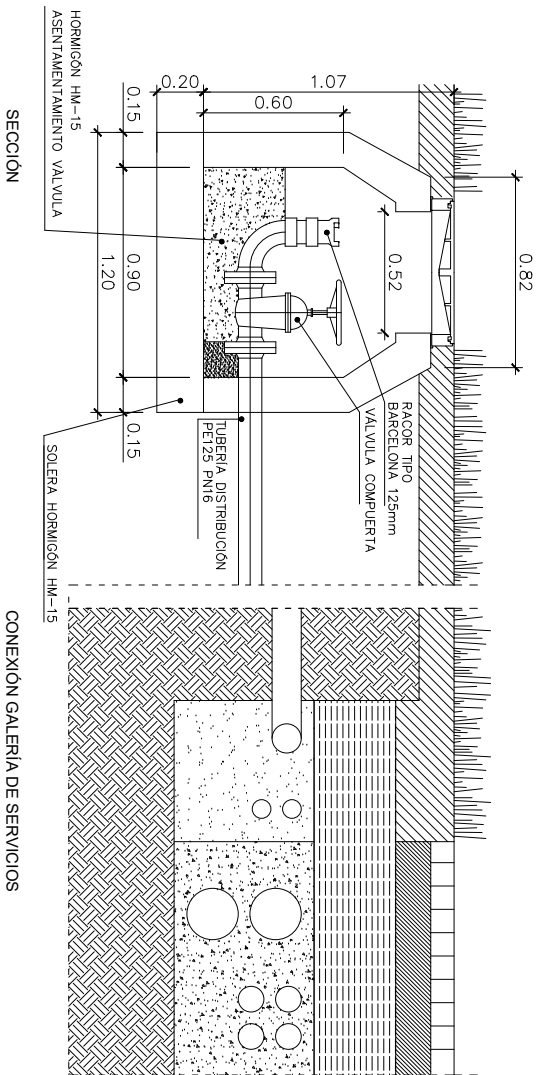 0.82
0.52
1.07
0.60
0.20
0.15
0.90
0.15
1.20
RACOR TIPO
BARCELONA 125mm
VÁLVULA COMPUERTA
TUBERÍA DISTRIBUCIÓN
PE125 PN16
HORMIGÓN HM-15
ASENTAMENTAMIENTO VÁLVULA
SOLERA HORMIGÓN HM-15
SECCIÓN
CONEXIÓN GALERÍA DE SERVICIOS